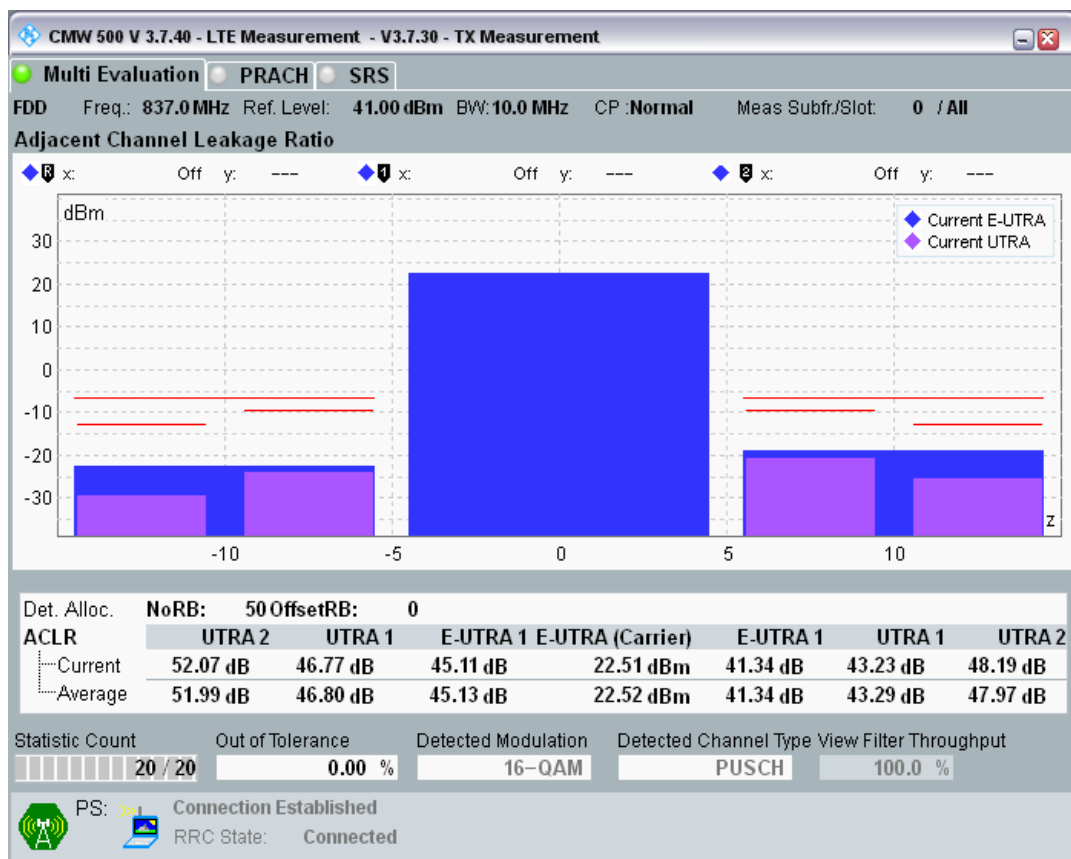 CMW 500 V 3.7.40 - LTE Measurement - V3.7.30 - TX Measurement
Multi Evaluation PRACH SRS
FDD Freq.: 837.0 MHz Ref. Level: 41.00 dBm BW: 10.0 MHz CP :Normal Meas Subfr./Slot: 0 / All
Adjacent Channel Leakage Ratio
R x: Off y: --- 1 x: Off y: --- 2 x: Off y: ---
dBm
Current E-UTRA
Current UTRA
30
20
10
0
-10
-20
-30
z
-10 -5 0 5 10
Det. Alloc. NoRB: 50 OffsetRB: 0
ACLR UTRA 2 UTRA 1 E-UTRA 1 E-UTRA (Carrier) E-UTRA 1 UTRA 1 UTRA 2
Current 52.07 dB 46.77 dB 45.11 dB 22.51 dBm 41.34 dB 43.23 dB 48.19 dB
Average 51.99 dB 46.80 dB 45.13 dB 22.52 dBm 41.34 dB 43.29 dB 47.97 dB
Statistic Count Out of Tolerance Detected Modulation Detected Channel Type View Filter Throughput
20 / 20 0.00 % 16-QAM PUSCH 100.0 %
PS: Connection Established
RRC State: Connected